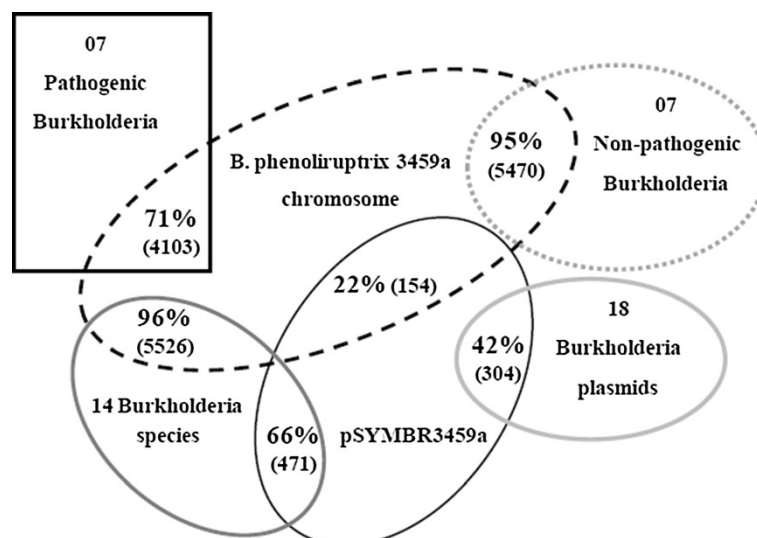 07
Pathogenic
Burkholderia
71%
(4103)
B. phenoliruptrix 3459a
chromosome
95%
(5470)
07
Non-pathogenic
Burkholderia
22% (154)
96%
(5526)
42%
(304)
18
Burkholderia
plasmids
14 Burkholderia
species
66%
(471)
pSYMBR3459a